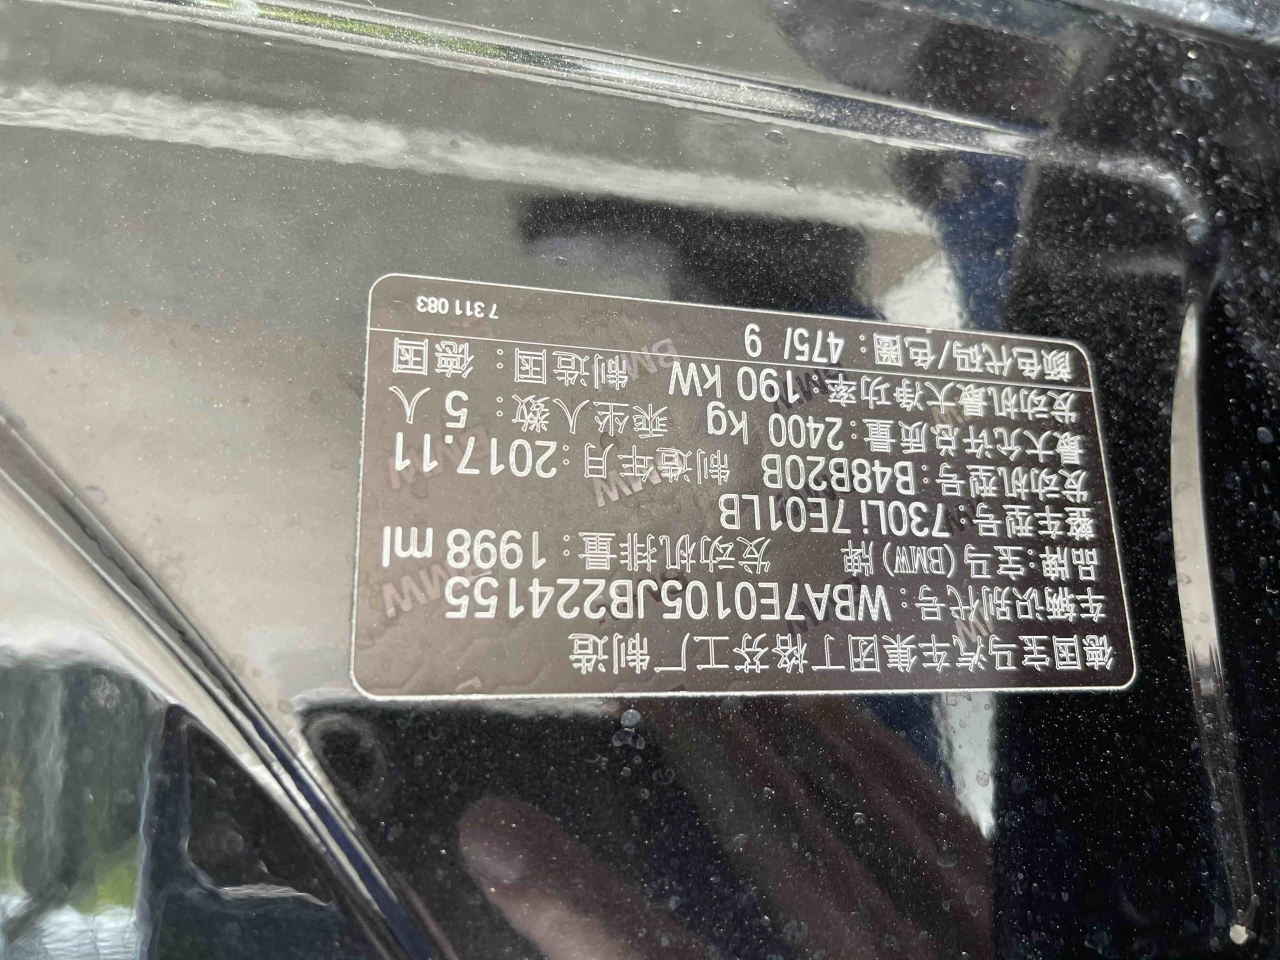 德国宝马汽车集团丁格芬工厂 制造
车辆识别代号：WBA7E0105JB224155
品牌：宝马(BMW)牌 发动机排量：1998 ml
整车型号：730Li 7E01LB
发动机型号：B48B20B 制造年月：2017.11
最大允许总质量：2400 kg 乘坐人数：5人
发动机最大净功率：190 kW 制造国：德国
颜色代码/色圈：475/ 9
7 311 083